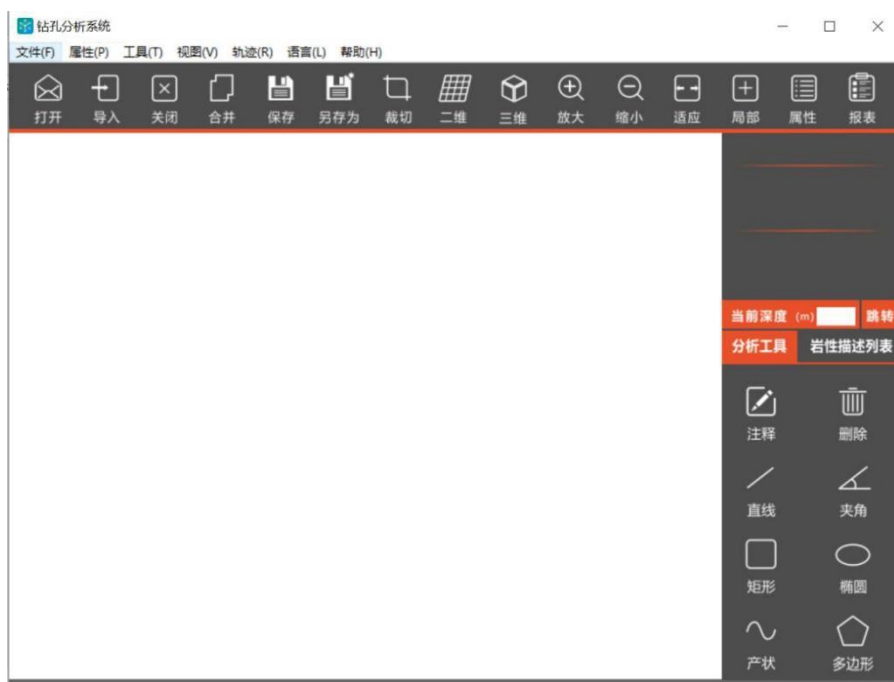 钻孔分析系统
文件(F) 属性(P) 工具(T) 视图(V) 轨迹(R) 语言(L) 帮助(H)
打开 导入 关闭 合并 保存 另存为 裁切 二维 三维 放大 缩小 适应 局部 属性 报表
当前深度 (m) 跳转
分析工具 岩性描述列表
注释 删除
直线 夹角
矩形 椭圆
产状 多边形